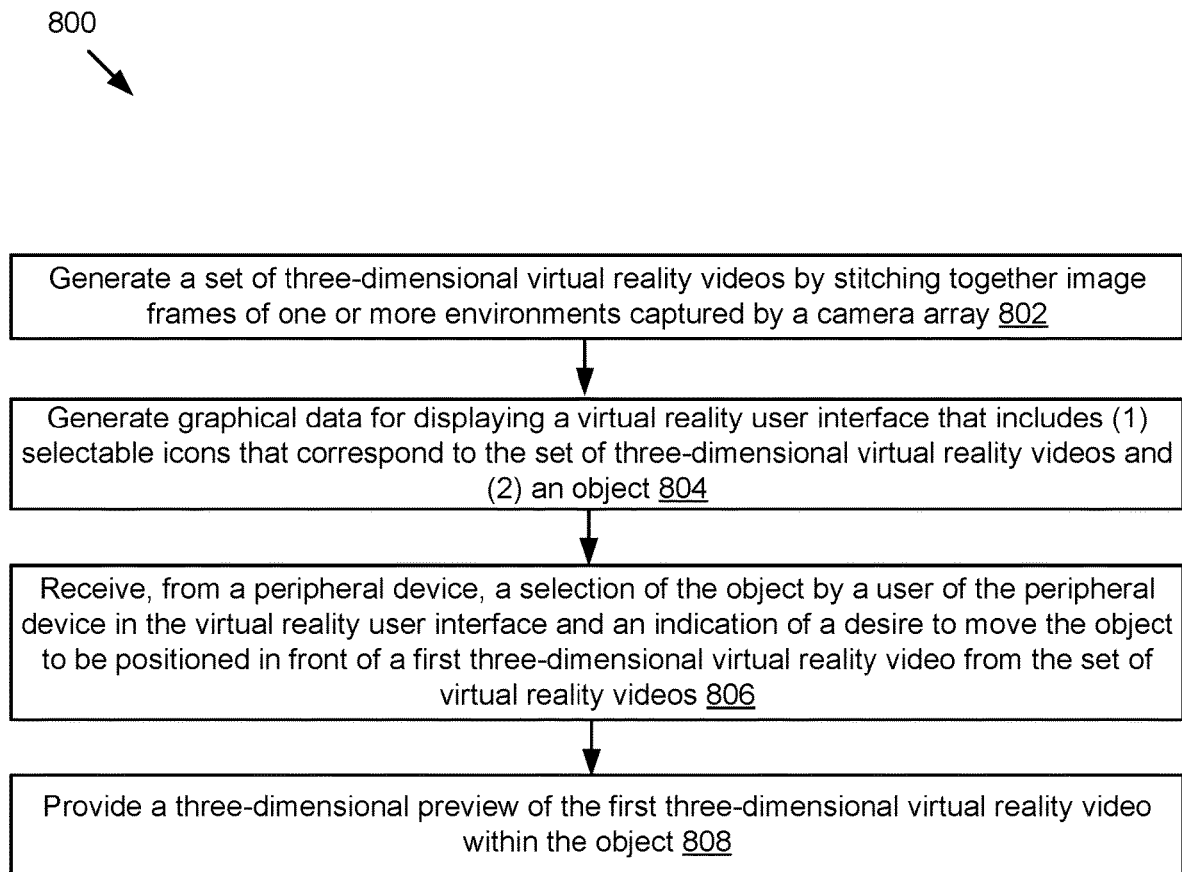 800
Generate a set of three-dimensional virtual reality videos by stitching together image
frames of one or more environments captured by a camera array 802
Generate graphical data for displaying a virtual reality user interface that includes (1)
selectable icons that correspond to the set of three-dimensional virtual reality videos and
(2) an object 804
Receive, from a peripheral device, a selection of the object by a user of the peripheral
device in the virtual reality user interface and an indication of a desire to move the object
to be positioned in front of a first three-dimensional virtual reality video from the set of
virtual reality videos 806
Provide a three-dimensional preview of the first three-dimensional virtual reality video
within the object 808